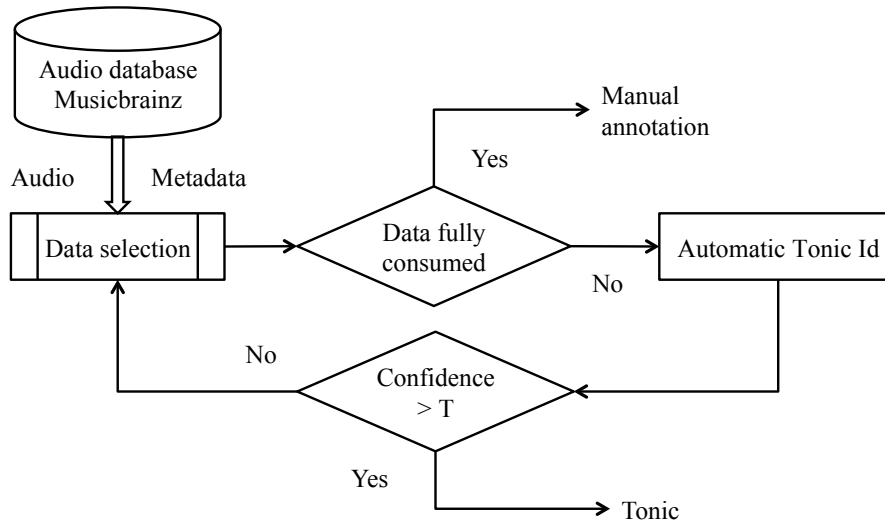 Audio database
Musicbrainz
Manual
annotation
Yes
Audio
Metadata
Data selection
Data fully
consumed
No
Automatic Tonic Id
No
Confidence
> T
Yes
Tonic